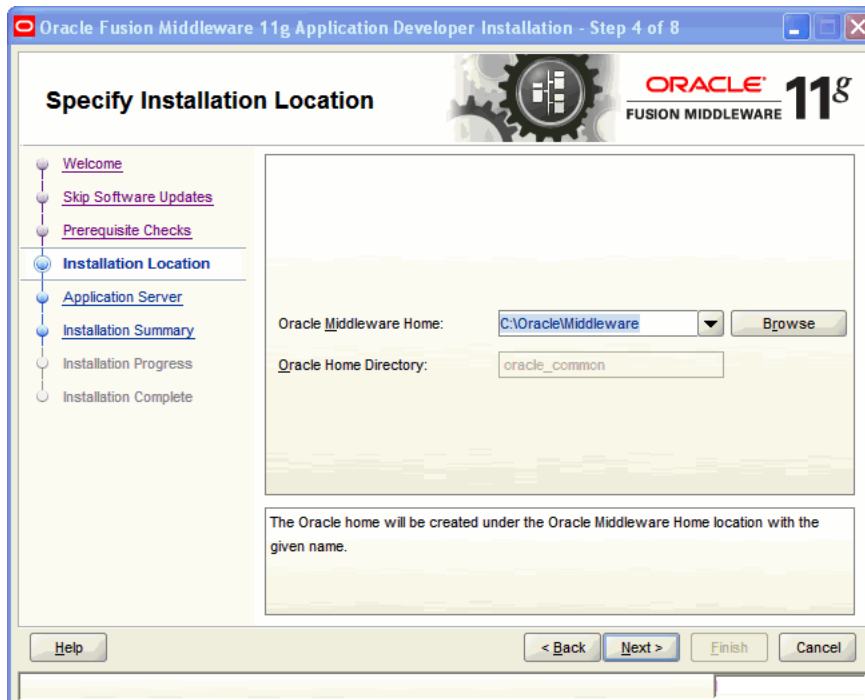 Oracle Fusion Middleware 11g Application Developer Installation - Step 4 of 8
Specify Installation Location
ORACLE
FUSION MIDDLEWARE 11g
Welcome
Skip Software Updates
Prerequisite Checks
Installation Location
Application Server
Installation Summary
Installation Progress
Installation Complete
Oracle Middleware Home: C:\Oracle\Middleware Browse
Oracle Home Directory: oracle_common
The Oracle home will be created under the Oracle Middleware Home location with the
given name.
Help < Back Next > Finish Cancel